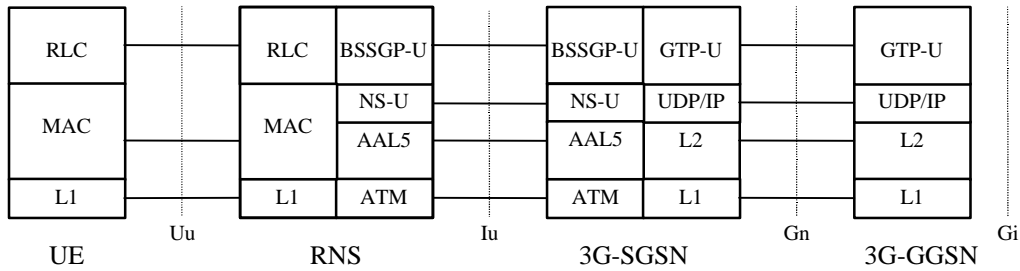 RLC RLC BSSGP-U BSSGP-U GTP-U GTP-U
NS-U NS-U UDP/IP UDP/IP
MAC MAC
AAL5 AAL5 L2 L2
L1 L1 ATM ATM L1 L1
Uu Iu Gn Gi
UE RNS 3G-SGSN 3G-GGSN